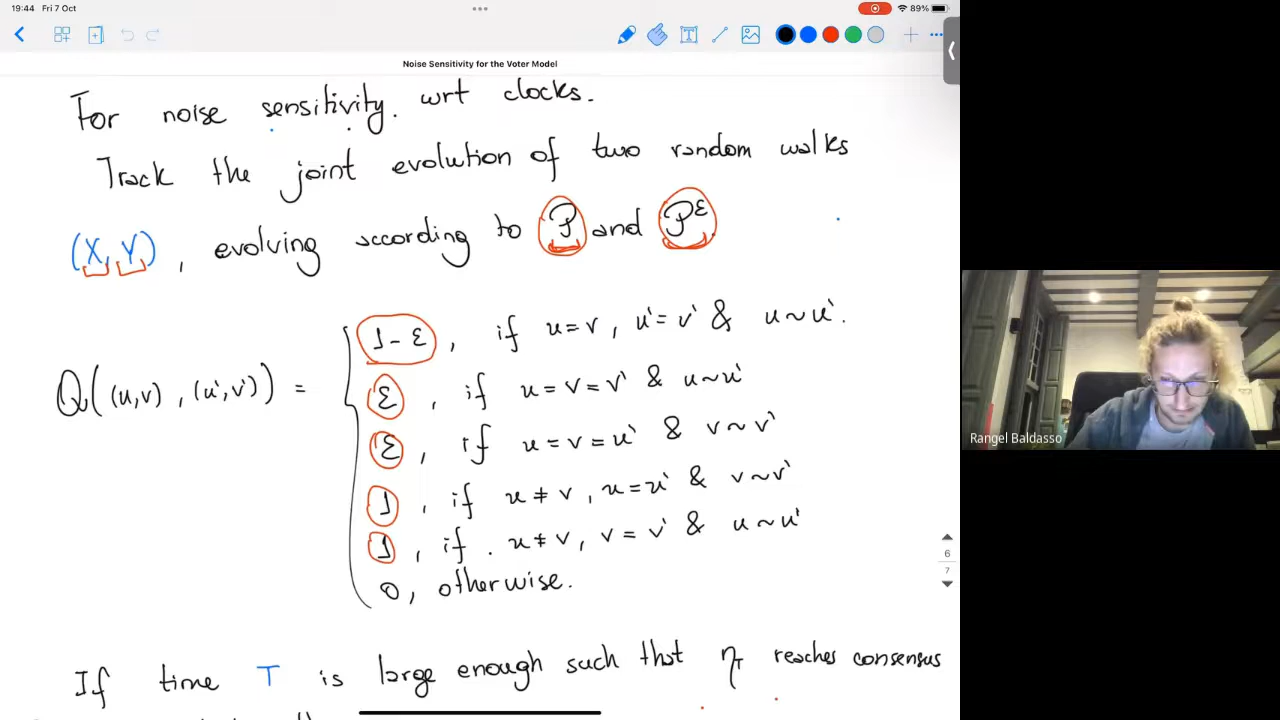 19:44 Fri 7 Oct
89%
Noise Sensitivity for the Voter Model
For noise sensitivity. wrt clocks.
Track the joint evolution of two random walks
(X, Y), evolving according to P and P^ε
Q((u,v), (u',v')) =
1-ε, if u=v, u'=v' & u~u'.
ε, if u=v=v' & u~u'
ε, if u=v=u' & v~v'
1, if u≠v, u=u' & v~v'
1, if . u≠v, v=v' & u~u'
0, otherwise.
If time T is large enough such that η_T reaches consensus
6
7
Rangel Baldasso